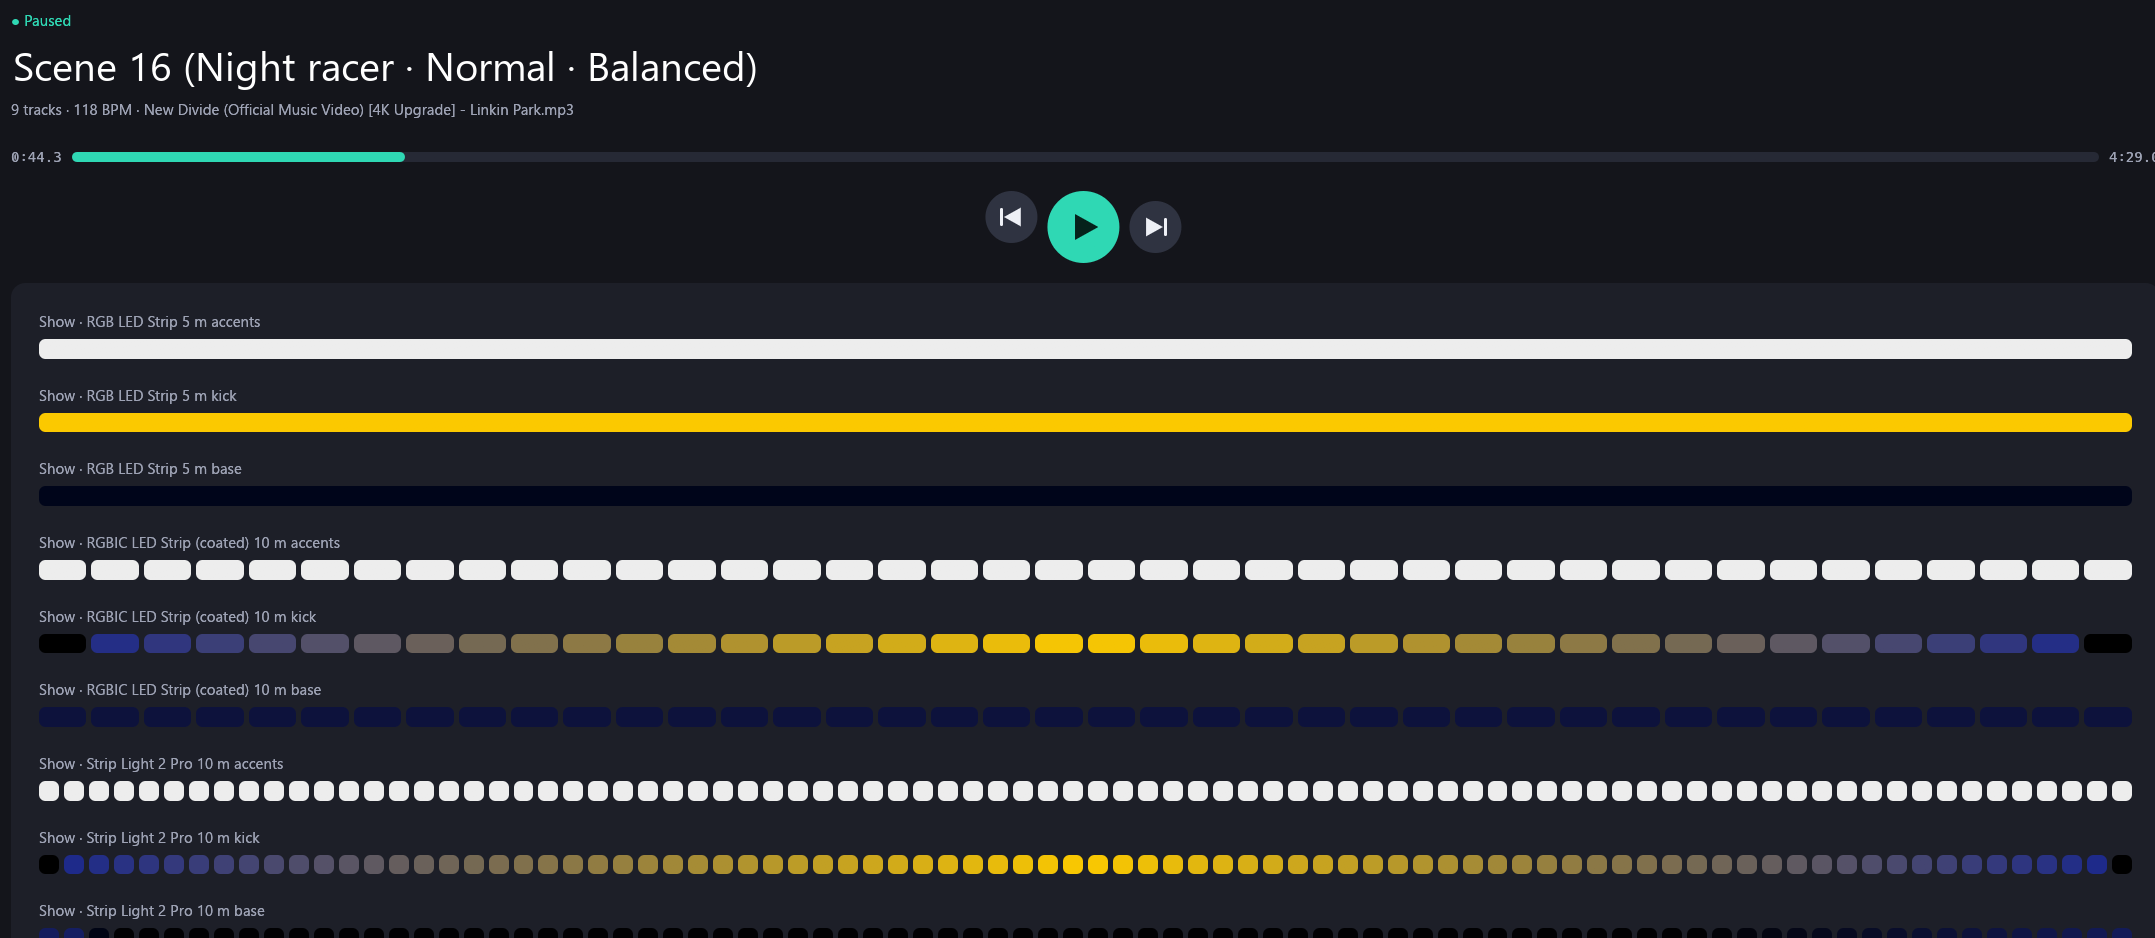 ● Paused
Scene 16 (Night racer · Normal · Balanced)
9 tracks · 118 BPM · New Divide (Official Music Video) [4K Upgrade] - Linkin Park.mp3
0:44.3
4:29.0
Show · RGB LED Strip 5 m accents
Show · RGB LED Strip 5 m kick
Show · RGB LED Strip 5 m base
Show · RGBIC LED Strip (coated) 10 m accents
Show · RGBIC LED Strip (coated) 10 m kick
Show · RGBIC LED Strip (coated) 10 m base
Show · Strip Light 2 Pro 10 m accents
Show · Strip Light 2 Pro 10 m kick
Show · Strip Light 2 Pro 10 m base